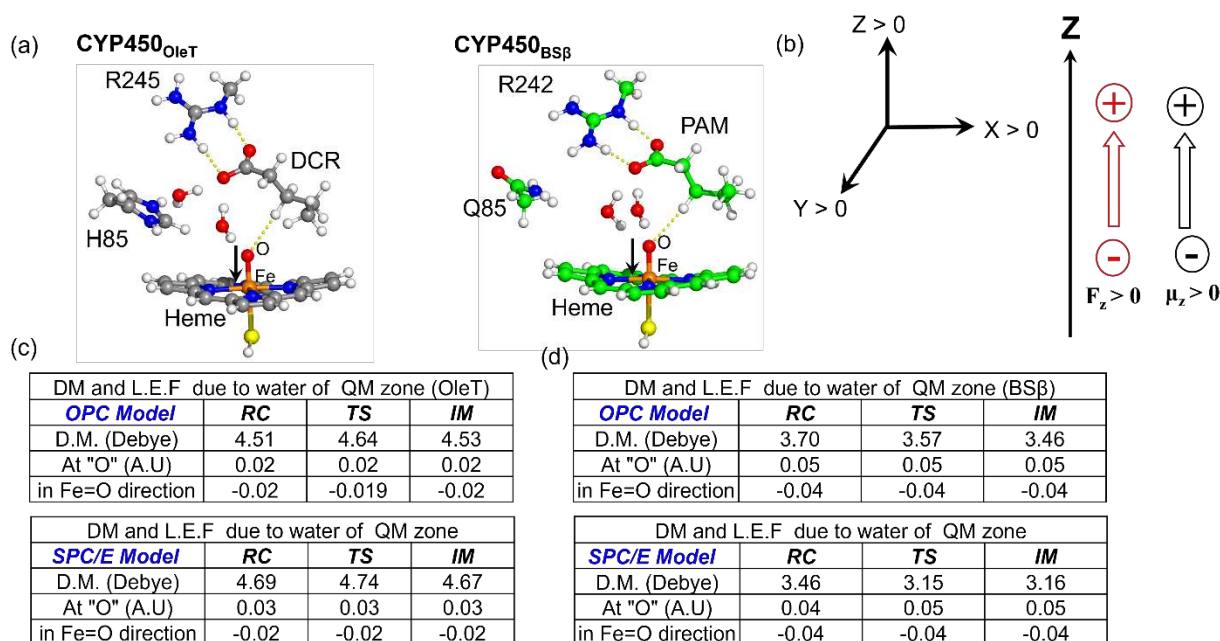 (a)
CYP450OleT
R245
DCR
H85
O
Fe
Heme
CYP450BSβ
R242
PAM
Q85
O
Fe
Heme
(b)
Z > 0
X > 0
Y > 0
Z
+
+
-
-
Fz > 0
μz > 0
(c)
DM and L.E.F due to water of QM zone (OleT)
OPC Model RC TS IM
D.M. (Debye) 4.51 4.64 4.53
At "O" (A.U) 0.02 0.02 0.02
in Fe=O direction -0.02 -0.019 -0.02
DM and L.E.F due to water of QM zone
SPC/E Model RC TS IM
D.M. (Debye) 4.69 4.74 4.67
At "O" (A.U) 0.03 0.03 0.03
in Fe=O direction -0.02 -0.02 -0.02
(d)
DM and L.E.F due to water of QM zone (BSβ)
OPC Model RC TS IM
D.M. (Debye) 3.70 3.57 3.46
At "O" (A.U) 0.05 0.05 0.05
in Fe=O direction -0.04 -0.04 -0.04
DM and L.E.F due to water of QM zone
SPC/E Model RC TS IM
D.M. (Debye) 3.46 3.15 3.16
At "O" (A.U) 0.04 0.05 0.05
in Fe=O direction -0.04 -0.04 -0.04